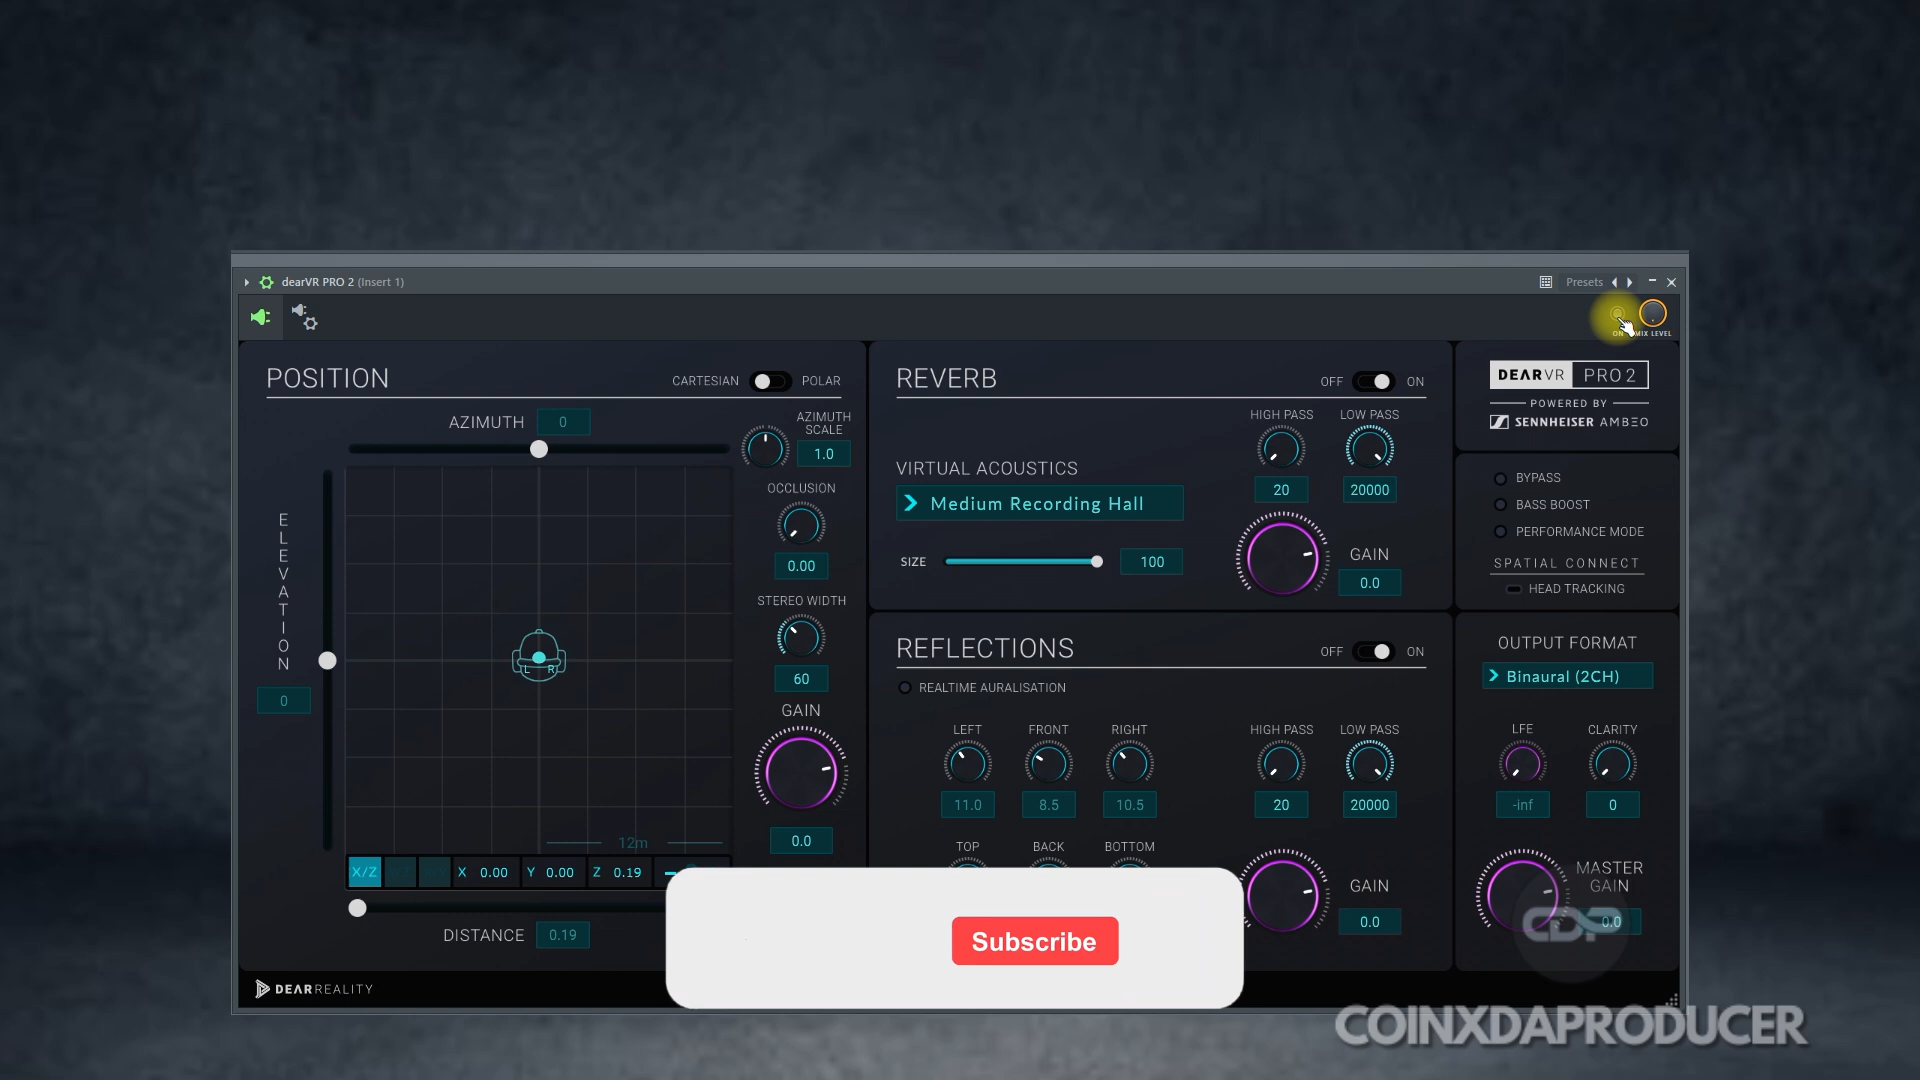 dearVR PRO 2 (Insert 1)
Presets
ON MIX LEVEL
POSITION
CARTESIAN
POLAR
AZIMUTH
0
AZIMUTH
SCALE
1.0
OCCLUSION
0.00
STEREO WIDTH
60
GAIN
0.0
ELEVATION
0
L R
12m
X/Z
X 0.00
Y 0.00
Z 0.19
DISTANCE
0.19
REVERB
OFF
ON
HIGH PASS
LOW PASS
20
20000
VIRTUAL ACOUSTICS
Medium Recording Hall
SIZE
100
GAIN
0.0
REFLECTIONS
OFF
ON
REALTIME AURALISATION
LEFT
FRONT
RIGHT
11.0
8.5
10.5
HIGH PASS
LOW PASS
20
20000
TOP
BACK
BOTTOM
GAIN
0.0
DEARVR PRO 2
POWERED BY
SENNHEISER AMBEO
BYPASS
BASS BOOST
PERFORMANCE MODE
SPATIAL CONNECT
HEAD TRACKING
OUTPUT FORMAT
Binaural (2CH)
LFE
CLARITY
-inf
0
MASTER
GAIN
0.0
CDP
Subscribe
DEARREALITY
COINXDAPRODUCER